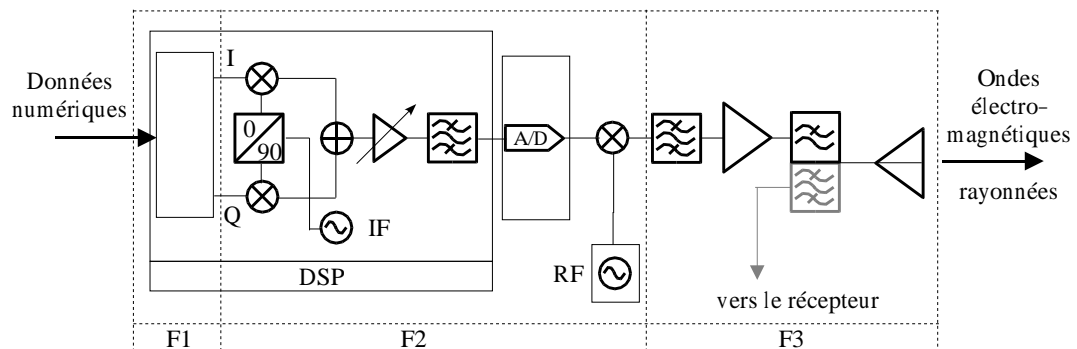 Données
numériques
I
Q
0
90
IF
DSP
A/D
RF
Ondes
électro-
magnétiques
rayonnées
vers le récepteur
F1
F2
F3